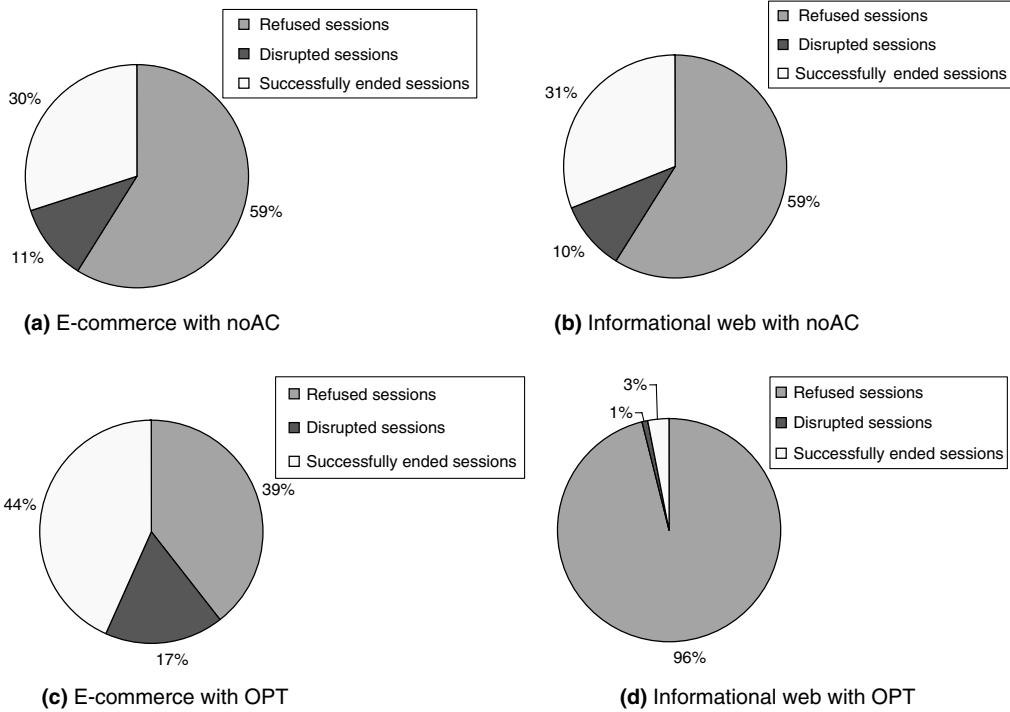 Refused sessions
Disrupted sessions
Successfully ended sessions
30%
59%
11%
(a) E-commerce with noAC
Refused sessions
Disrupted sessions
Successfully ended sessions
31%
59%
10%
(b) Informational web with noAC
Refused sessions
Disrupted sessions
Successfully ended sessions
44%
39%
17%
(c) E-commerce with OPT
Refused sessions
Disrupted sessions
Successfully ended sessions
3%
1%
96%
(d) Informational web with OPT